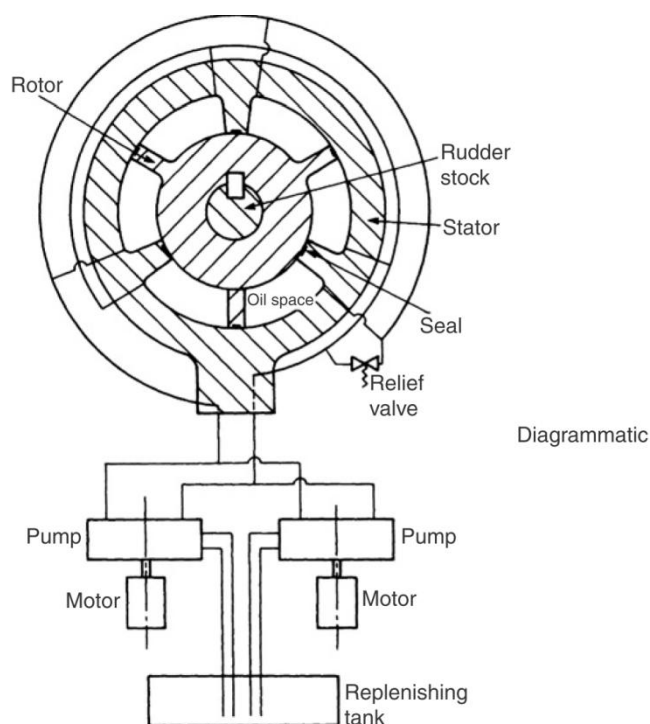 Rotor
Rudder
stock
Stator
Oil space
Seal
Relief
valve
Diagrammatic
Pump
Pump
Motor
Motor
Replenishing
tank